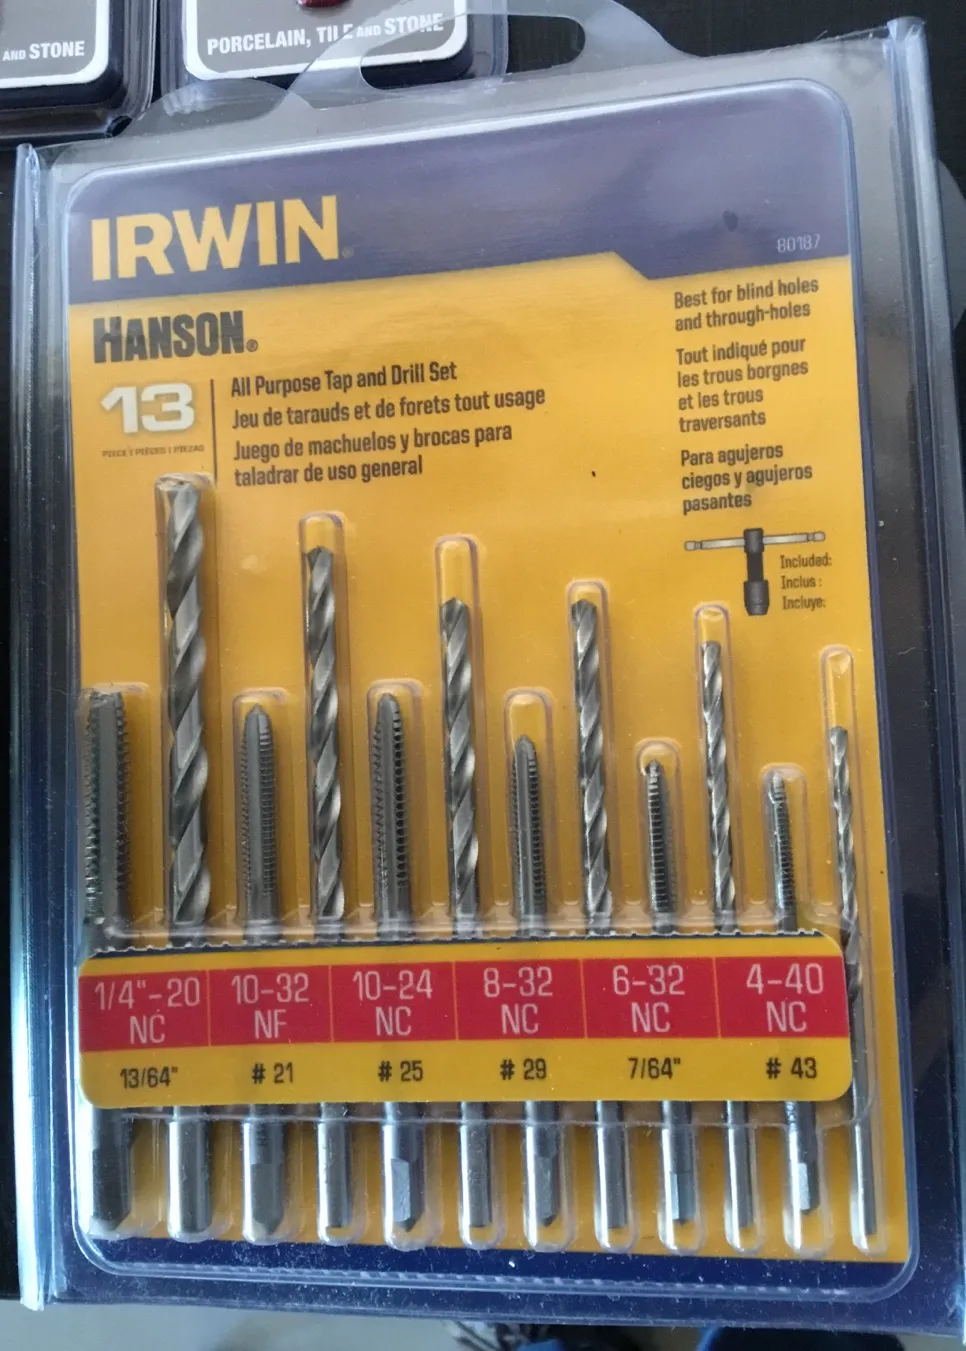 AND STONE
PORCELAIN, TILE AND STONE
IRWIN®
80187
HANSON®
13
PIECE | PIÈCES | PIEZAS
All Purpose Tap and Drill Set
Jeu de tarauds et de forets tout usage
Juego de machuelos y brocas para
taladrar de uso general
Best for blind holes
and through-holes
Tout indiqué pour
les trous borgnes
et les trous
traversants
Para agujeros
ciegos y agujeros
pasantes
Included:
Inclus :
Incluye:
1/4"-20 10-32 10-24 8-32 6-32 4-40
NC NF NC NC NC NC
13/64" # 21 # 25 # 29 7/64" # 43